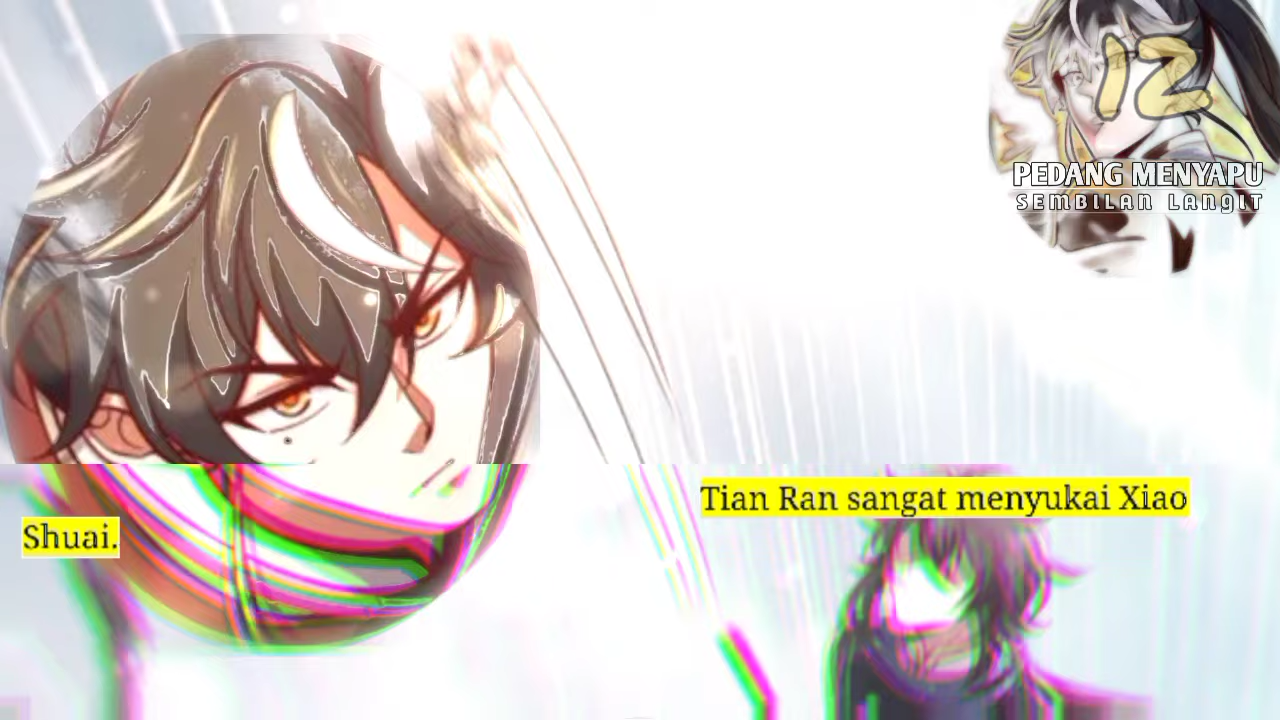 12
PEDANG MENYAPU
SEMBILAN LANGIT
Tian Ran sangat menyukai Xiao
Shuai.